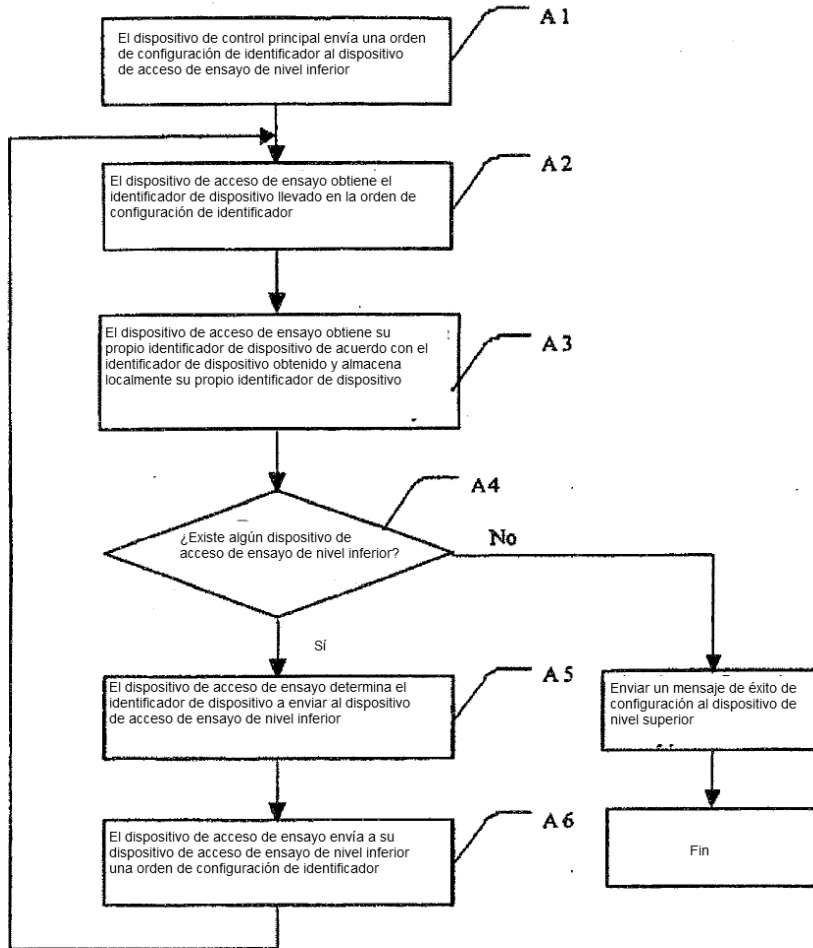 A1
El dispositivo de control principal envía una orden
de configuración de identificador al dispositivo
de acceso de ensayo de nivel inferior
A2
El dispositivo de acceso de ensayo obtiene el
identificador de dispositivo llevado en la orden de
configuración de identificador
A3
El dispositivo de acceso de ensayo obtiene su
propio identificador de dispositivo de acuerdo con el
identificador de dispositivo obtenido y almacena
localmente su propio identificador de dispositivo
A4
¿Existe algún dispositivo de
acceso de ensayo de nivel inferior?
No
Sí
A5
El dispositivo de acceso de ensayo determina el
identificador de dispositivo a enviar al dispositivo
de acceso de ensayo de nivel inferior
Enviar un mensaje de éxito de
configuración al dispositivo de
nivel superior
A6
El dispositivo de acceso de ensayo envía a su
dispositivo de acceso de ensayo de nivel inferior
una orden de configuración de identificador
Fin